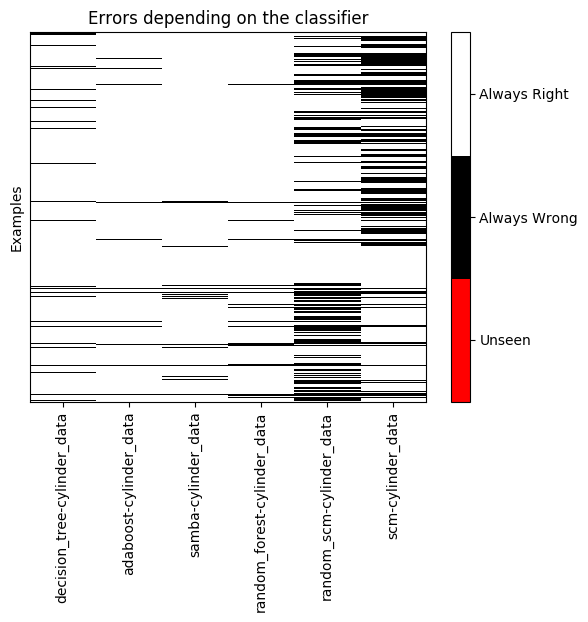 Errors depending on the classifier
Examples
Always Right
Always Wrong
Unseen
decision_tree-cylinder_data
adaboost-cylinder_data
samba-cylinder_data
random_forest-cylinder_data
random_scm-cylinder_data
scm-cylinder_data